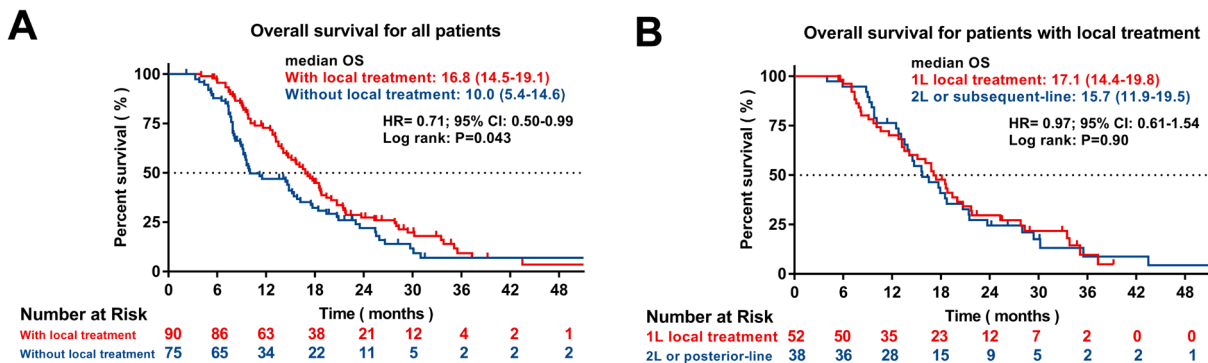 A
Overall survival for all patients
median OS
With local treatment: 16.8 (14.5-19.1)
Without local treatment: 10.0 (5.4-14.6)
HR= 0.71; 95% CI: 0.50-0.99
Log rank: P=0.043
Percent survival ( % )
100
75
50
25
0
0 6 12 18 24 30 36 42 48
Time ( months )
Number at Risk
With local treatment 90 86 63 38 21 12 4 2 1
Without local treatment 75 65 34 22 11 5 2 2 2
B
Overall survival for patients with local treatment
median OS
1L local treatment: 17.1 (14.4-19.8)
2L or subsequent-line: 15.7 (11.9-19.5)
HR= 0.97; 95% CI: 0.61-1.54
Log rank: P=0.90
Percent survival ( % )
100
75
50
25
0
0 6 12 18 24 30 36 42 48
Time ( months )
Number at Risk
1L local treatment 52 50 35 23 12 7 2 0 0
2L or posterior-line 38 36 28 15 9 5 2 2 1